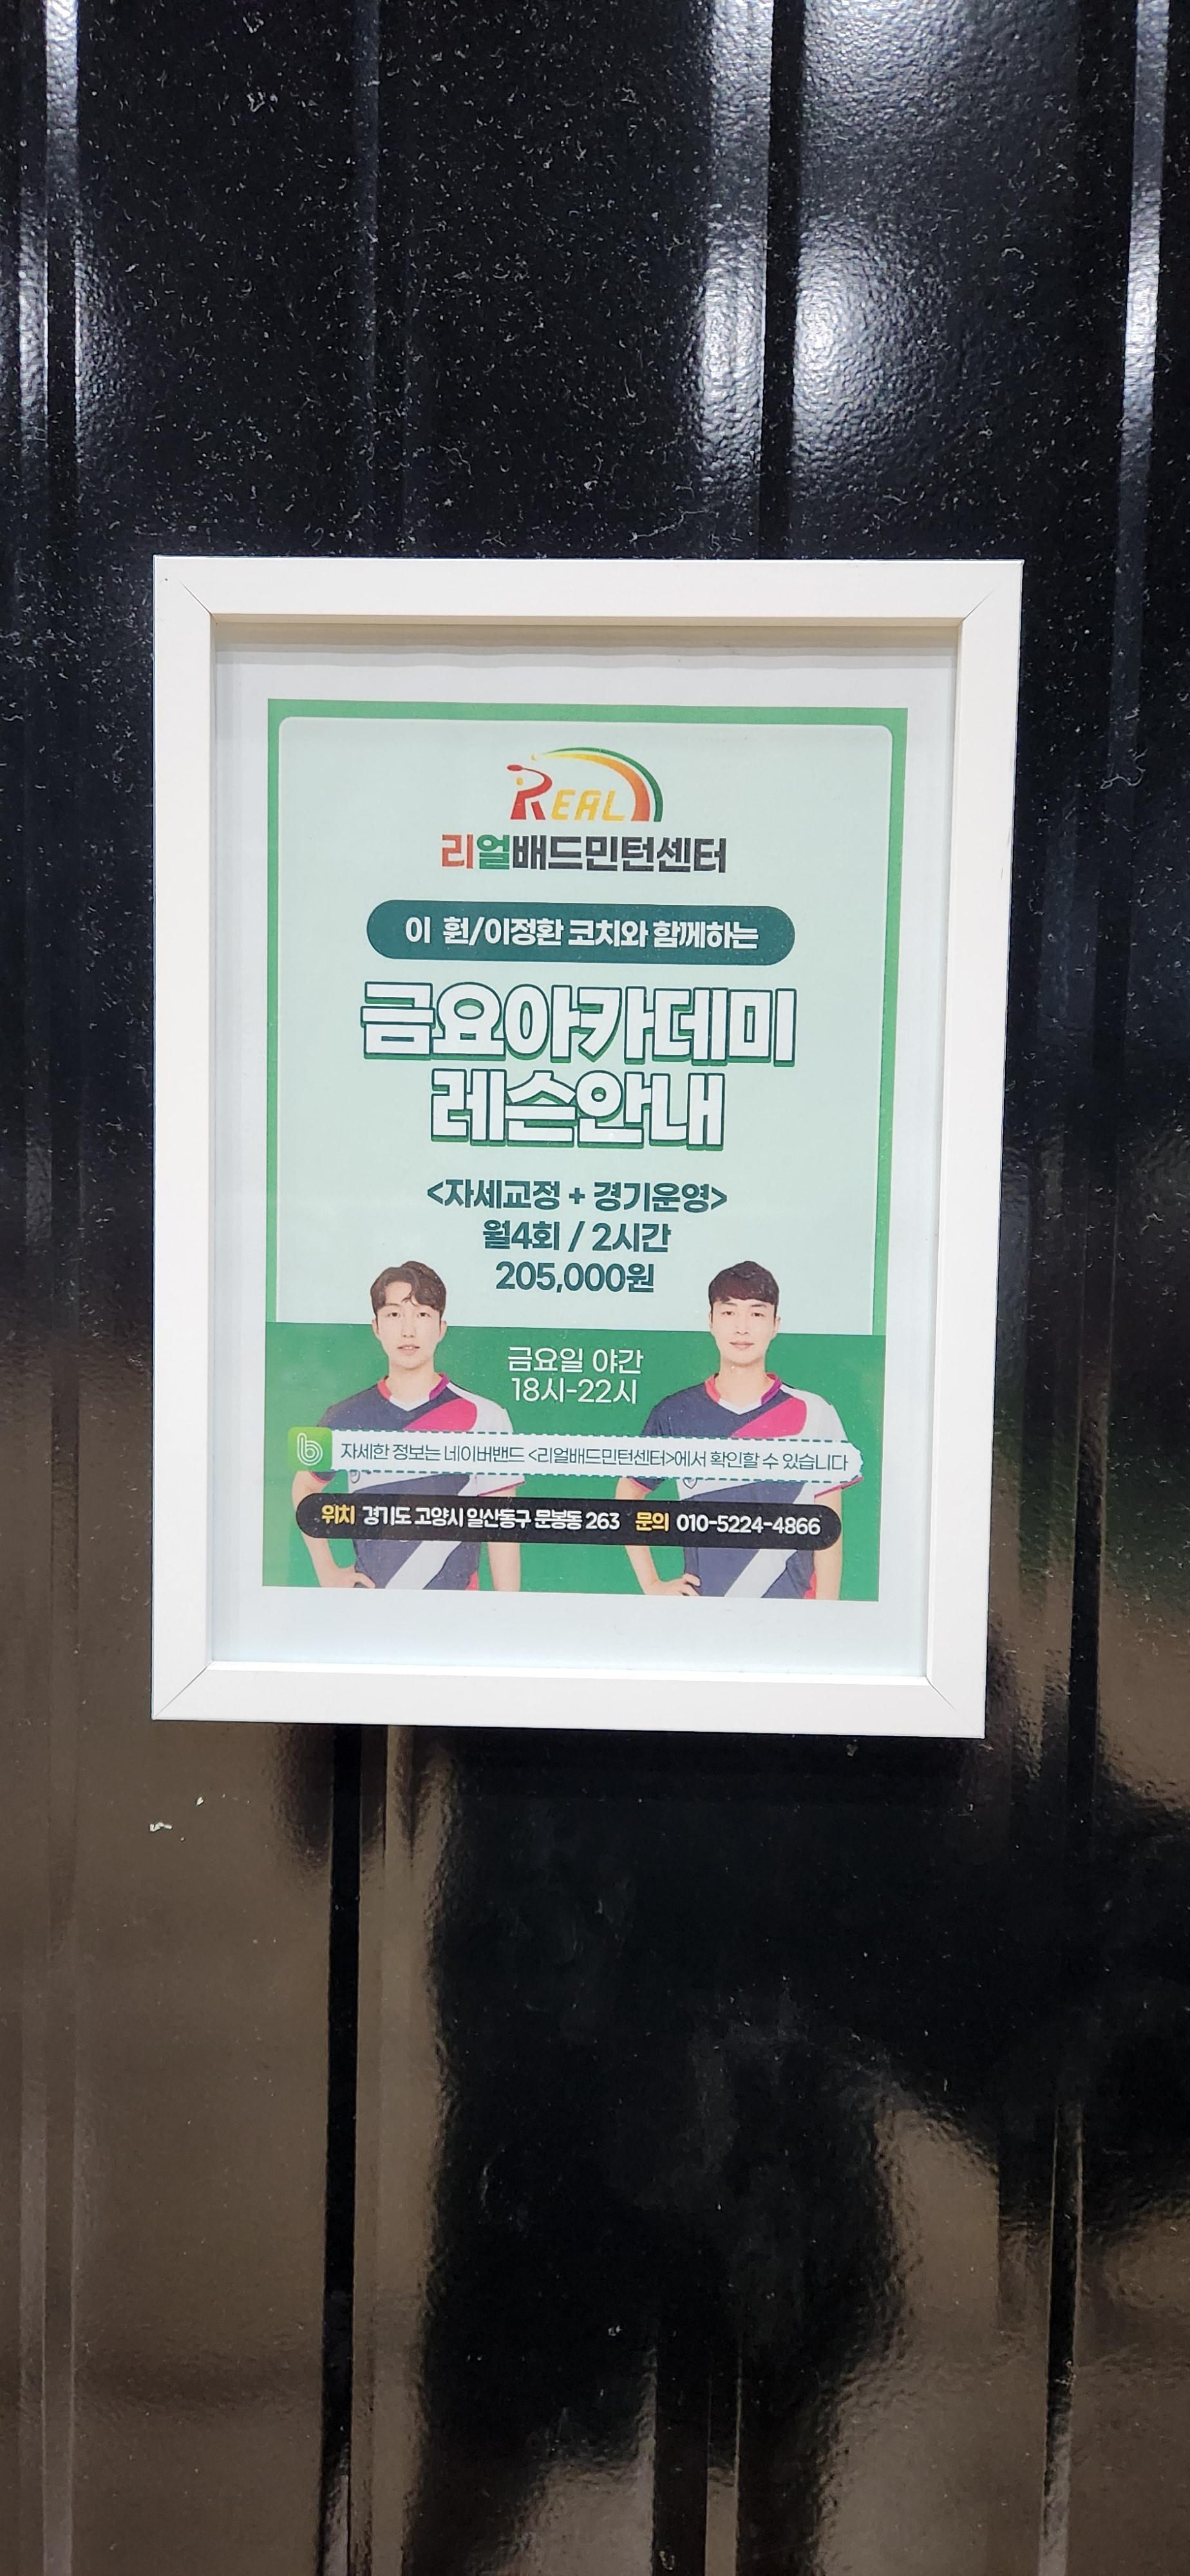 REAL
리얼배드민턴센터
이 훤/이정환 코치와 함께하는
금요아카데미
레슨안내
<자세교정 + 경기운영>
월4회 / 2시간
205,000원
금요일 야간
18시-22시
b 자세한 정보는 네이버밴드 <리얼배드민턴센터>에서 확인할 수 있습니다
위치 경기도 고양시 일산동구 문봉동 263 문의 010-5224-4866